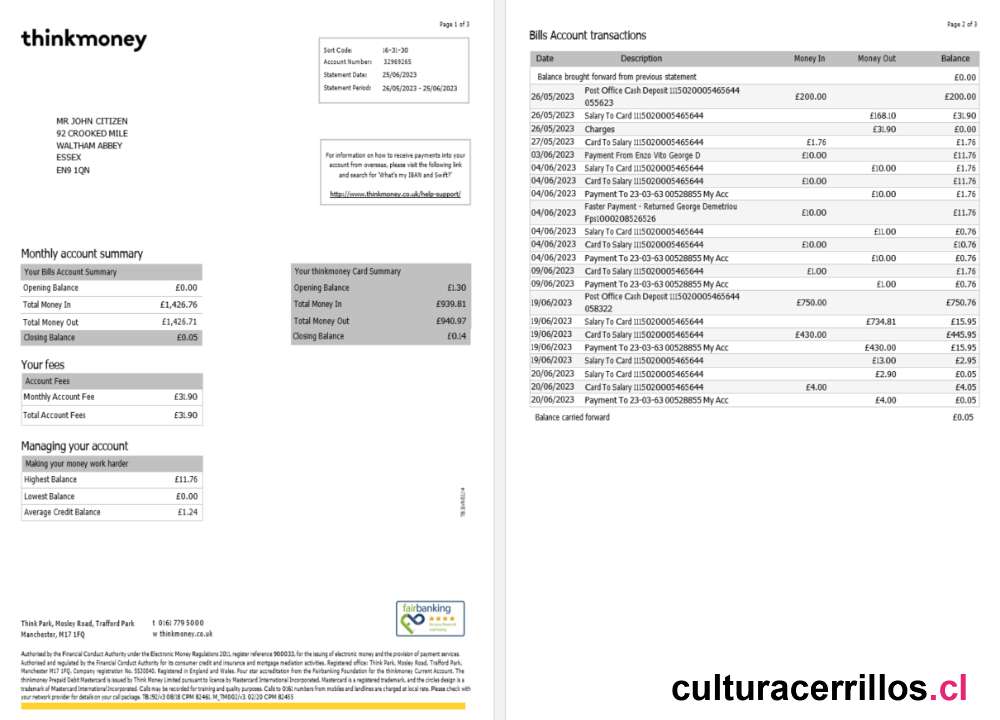 thinkmoney
Page 1 of 3
Sort Code: 16-31-30
Account Number: 32969265
Statement Date: 25/06/2023
Statement Period: 26/05/2023 - 25/06/2023
MR JOHN CITIZEN
92 CROOKED MILE
WALTHAM ABBEY
ESSEX
EN9 1QN
For information on how to receive payments into your
account from overseas, please visit the following link
and search for 'What's my IBAN and Swift?'
http://www.thinkmoney.co.uk/help-support/
Monthly account summary
Your Bills Account Summary
Opening Balance £0.00
Total Money In £1,426.76
Total Money Out £1,426.71
Closing Balance £0.05
Your thinkmoney Card Summary
Opening Balance £1.30
Total Money In £939.81
Total Money Out £940.97
Closing Balance £0.14
Your fees
Account Fees
Monthly Account Fee £31.90
Total Account Fees £31.90
Managing your account
Making your money work harder
Highest Balance £11.76
Lowest Balance £0.00
Average Credit Balance £1.24
fairbanking
Think Park, Mosley Road, Trafford Park t 0161 779 5000
Manchester, M17 1FQ w thinkmoney.co.uk
Authorised by the Financial Conduct Authority under the Electronic Money Regulations 2011, register reference 900033, for the issuing of electronic money and the provision of payment services.
Authorised and regulated by the Financial Conduct Authority for its consumer credit and insurance and mortgage mediation activities. Registered office: Think Park, Mosley Road, Trafford Park,
Manchester M17 1FQ. Company registration No. 5520040. Registered in England and Wales. Four star accreditation from the Fairbanking Foundation for the thinkmoney Current Account. The
thinkmoney Prepaid Debit Mastercard is issued by Think Money Limited pursuant to licence by Mastercard International Incorporated. Mastercard is a registered trademark, and the circles design is a
trademark of Mastercard International Incorporated. Calls may be recorded for training and quality purposes. Calls to 0161 numbers from mobiles and landlines are charged at local rate. Please check with
your network provider for details on your call package.
Page 2 of 3
Bills Account transactions
Date Description Money In Money Out Balance
Balance brought forward from previous statement £0.00
26/05/2023 Post Office Cash Deposit 1115020005465644
055623 £200.00 £200.00
26/05/2023 Salary To Card 1115020005465644 £168.10 £31.90
26/05/2023 Charges £31.90 £0.00
27/05/2023 Card To Salary 1115020005465644 £1.76 £1.76
03/06/2023 Payment From Enzo Vito George D £10.00 £11.76
04/06/2023 Salary To Card 1115020005465644 £10.00 £1.76
04/06/2023 Card To Salary 1115020005465644 £10.00 £11.76
04/06/2023 Payment To 23-03-63 00528855 My Acc £10.00 £1.76
04/06/2023 Faster Payment - Returned George Demetriou
Fps1000208526526 £10.00 £11.76
04/06/2023 Salary To Card 1115020005465644 £11.00 £0.76
04/06/2023 Card To Salary 1115020005465644 £10.00 £10.76
04/06/2023 Payment To 23-03-63 00528855 My Acc £10.00 £0.76
09/06/2023 Card To Salary 1115020005465644 £1.00 £1.76
09/06/2023 Payment To 23-03-63 00528855 My Acc £1.00 £0.76
19/06/2023 Post Office Cash Deposit 1115020005465644
058322 £750.00 £750.76
19/06/2023 Salary To Card 1115020005465644 £734.81 £15.95
19/06/2023 Card To Salary 1115020005465644 £430.00 £445.95
19/06/2023 Payment To 23-03-63 00528855 My Acc £430.00 £15.95
19/06/2023 Salary To Card 1115020005465644 £13.00 £2.95
20/06/2023 Salary To Card 1115020005465644 £2.90 £0.05
20/06/2023 Card To Salary 1115020005465644 £4.00 £4.05
20/06/2023 Payment To 23-03-63 00528855 My Acc £4.00 £0.05
Balance carried forward £0.05
culturacerrillos.cl